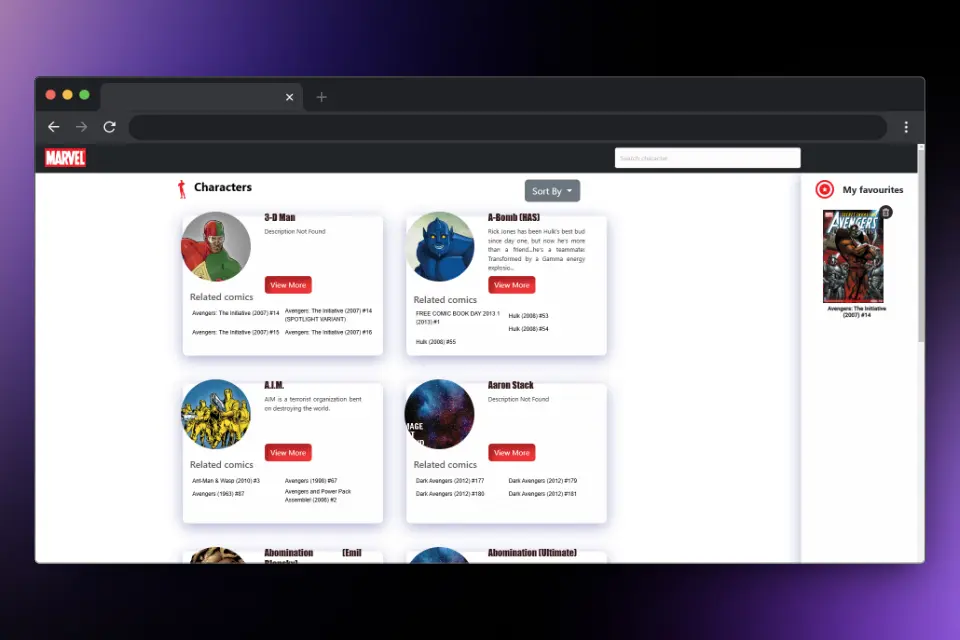 MARVEL
Search character
Characters
Sort By
My favourites
3-D Man
Description Not Found
View More
Related comics
Avengers: The Initiative (2007) #14
Avengers: The Initiative (2007) #14
(SPOTLIGHT VARIANT)
Avengers: The Initiative (2007) #15
Avengers: The Initiative (2007) #16
A-Bomb (HAS)
Rick Jones has been Hulk's best bud
since day one, but now he's more
than a friend...he's a teammate!
Transformed by a Gamma energy
explosio...
View More
Related comics
FREE COMIC BOOK DAY 2013 1
(2013) #1
Hulk (2008) #53
Hulk (2008) #54
Hulk (2008) #55
AVENGERS
Avengers: The Initiative
(2007) #14
A.I.M.
AIM is a terrorist organization bent
on destroying the world.
View More
Related comics
Ant-Man & Wasp (2010) #3
Avengers (1998) #67
Avengers (1963) #87
Avengers and Power Pack
Assemble! (2006) #2
Aaron Stack
Description Not Found
View More
Related comics
Dark Avengers (2012) #177
Dark Avengers (2012) #179
Dark Avengers (2012) #180
Dark Avengers (2012) #181
Abomination (Emil
Blonsky)
Abomination (Ultimate)